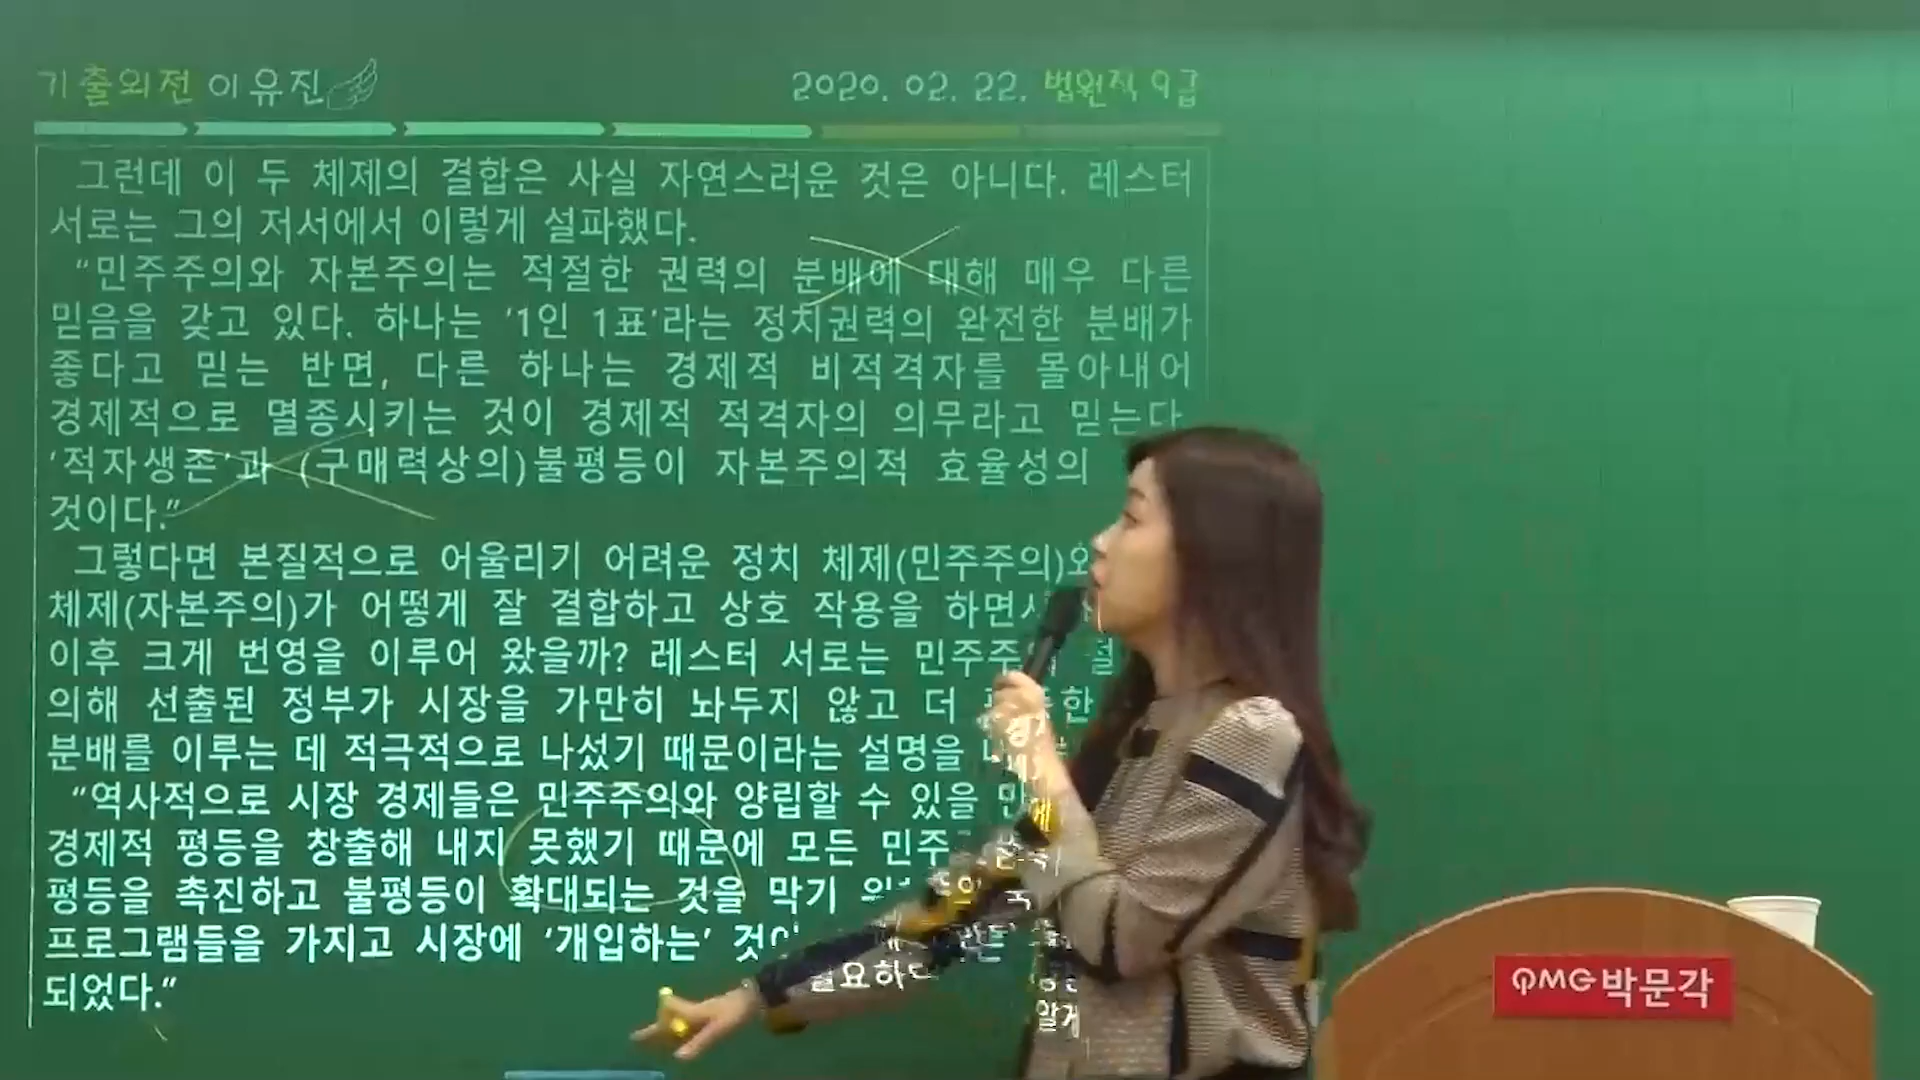 기출외전 이유진
2020. 02. 22. 법원직 9급
그런데 이 두 체제의 결합은 사실 자연스러운 것은 아니다. 레스터
서로는 그의 저서에서 이렇게 설파했다.
“민주주의와 자본주의는 적절한 권력의 분배에 대해 매우 다른
믿음을 갖고 있다. 하나는 ‘1인 1표’라는 정치권력의 완전한 분배가
좋다고 믿는 반면, 다른 하나는 경제적 비적격자를 몰아내어
경제적으로 멸종시키는 것이 경제적 적격자의 의무라고 믿는다.
‘적자생존’과 (구매력상의)불평등이 자본주의적 효율성의
것이다.”
그렇다면 본질적으로 어울리기 어려운 정치 체제(민주주의)와
체제(자본주의)가 어떻게 잘 결합하고 상호 작용을 하면서
이후 크게 번영을 이루어 왔을까? 레스터 서로는 민주주의
의해 선출된 정부가 시장을 가만히 놔두지 않고 더
분배를 이루는 데 적극적으로 나섰기 때문이라는 설명을
“역사적으로 시장 경제들은 민주주의와 양립할 수 있을
경제적 평등을 창출해 내지 못했기 때문에 모든 민주
평등을 촉진하고 불평등이 확대되는 것을 막기
프로그램들을 가지고 시장에 ‘개입하는’ 것이
필요하다
되었다.”
알게
PMG 박문각